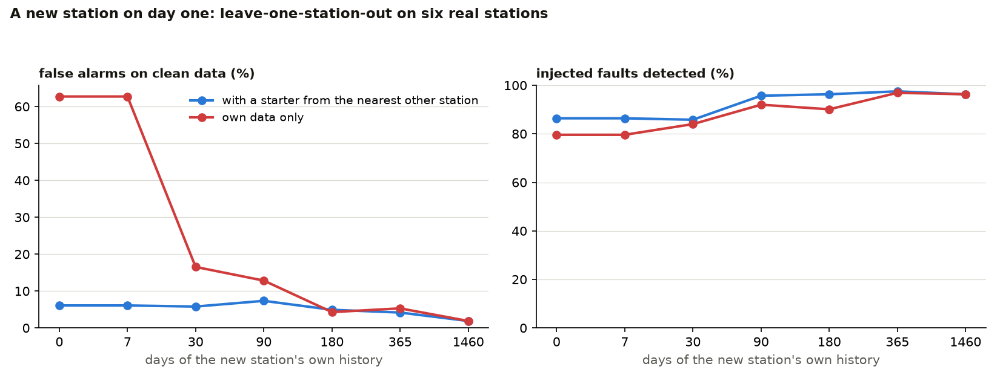 A new station on day one: leave-one-station-out on six real stations
false alarms on clean data (%)
with a starter from the nearest other station
own data only
60
50
40
30
20
10
0
0 7 30 90 180 365 1460
days of the new station's own history
injected faults detected (%)
100
80
60
40
20
0
0 7 30 90 180 365 1460
days of the new station's own history